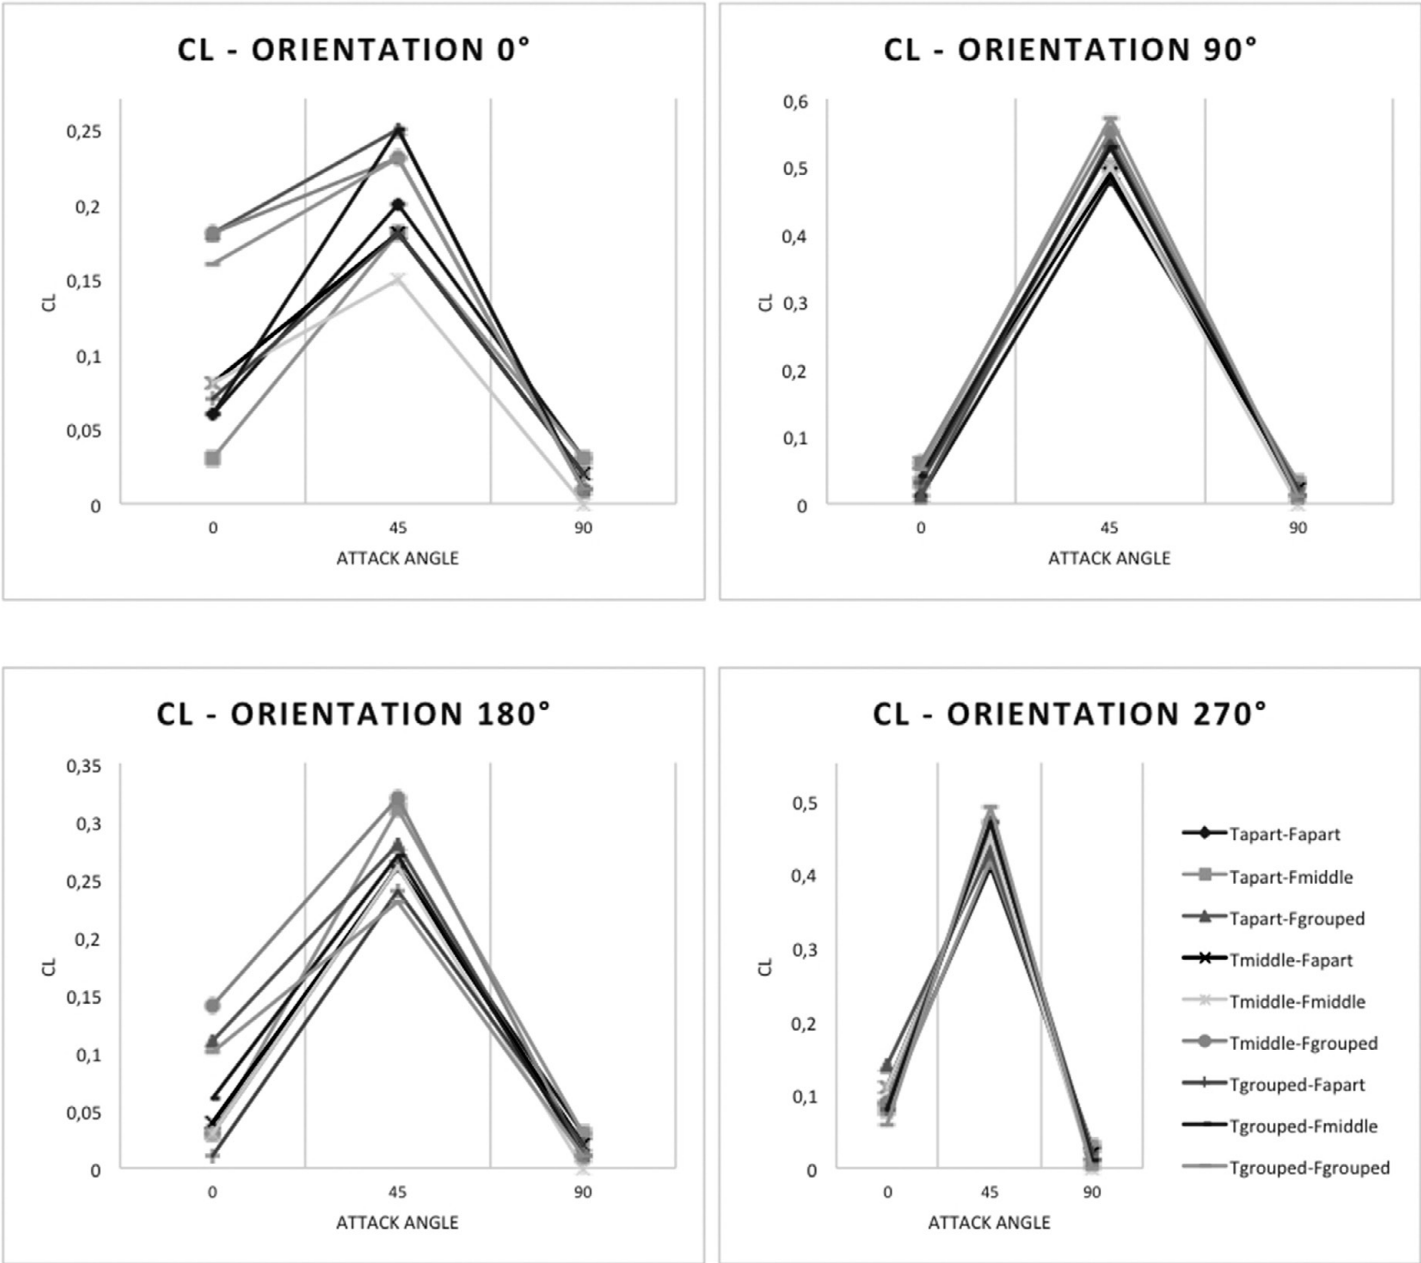 CL - ORIENTATION 0°
0,25
0,2
0,15
0,1
0,05
0
CL
0 45 90
ATTACK ANGLE
CL - ORIENTATION 90°
0,6
0,5
0,4
0,3
0,2
0,1
0
CL
0 45 90
ATTACK ANGLE
CL - ORIENTATION 180°
0,35
0,3
0,25
0,2
0,15
0,1
0,05
0
CL
0 45 90
ATTACK ANGLE
CL - ORIENTATION 270°
0,5
0,4
0,3
0,2
0,1
0
CL
0 45 90
ATTACK ANGLE
Tapart-Fapart
Tapart-Fmiddle
Tapart-Fgrouped
Tmiddle-Fapart
Tmiddle-Fmiddle
Tmiddle-Fgrouped
Tgrouped-Fapart
Tgrouped-Fmiddle
Tgrouped-Fgrouped